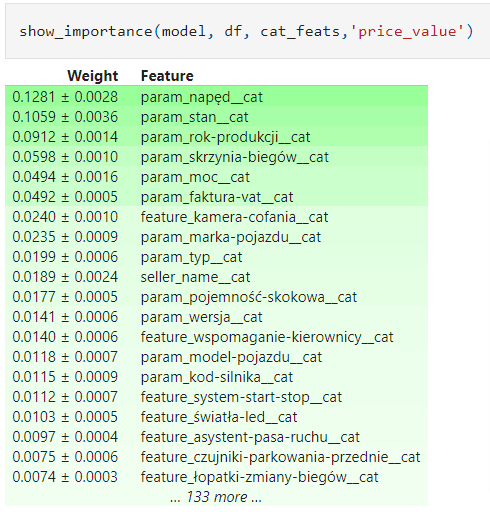 show_importance(model, df, cat_feats,'price_value')
Weight Feature
0.1281 ± 0.0028 param_napęd__cat
0.1059 ± 0.0036 param_stan__cat
0.0912 ± 0.0014 param_rok-produkcji__cat
0.0598 ± 0.0010 param_skrzynia-biegów__cat
0.0494 ± 0.0016 param_moc__cat
0.0492 ± 0.0005 param_faktura-vat__cat
0.0240 ± 0.0010 feature_kamera-cofania__cat
0.0235 ± 0.0009 param_marka-pojazdu__cat
0.0199 ± 0.0006 param_typ__cat
0.0189 ± 0.0024 seller_name__cat
0.0177 ± 0.0005 param_pojemność-skokowa__cat
0.0141 ± 0.0006 param_wersja__cat
0.0140 ± 0.0006 feature_wspomaganie-kierownicy__cat
0.0118 ± 0.0007 param_model-pojazdu__cat
0.0115 ± 0.0009 param_kod-silnika__cat
0.0112 ± 0.0007 feature_system-start-stop__cat
0.0103 ± 0.0005 feature_światła-led__cat
0.0097 ± 0.0004 feature_asystent-pasa-ruchu__cat
0.0075 ± 0.0006 feature_czujniki-parkowania-przednie__cat
0.0074 ± 0.0003 feature_łopatki-zmiany-biegów__cat
... 133 more ...